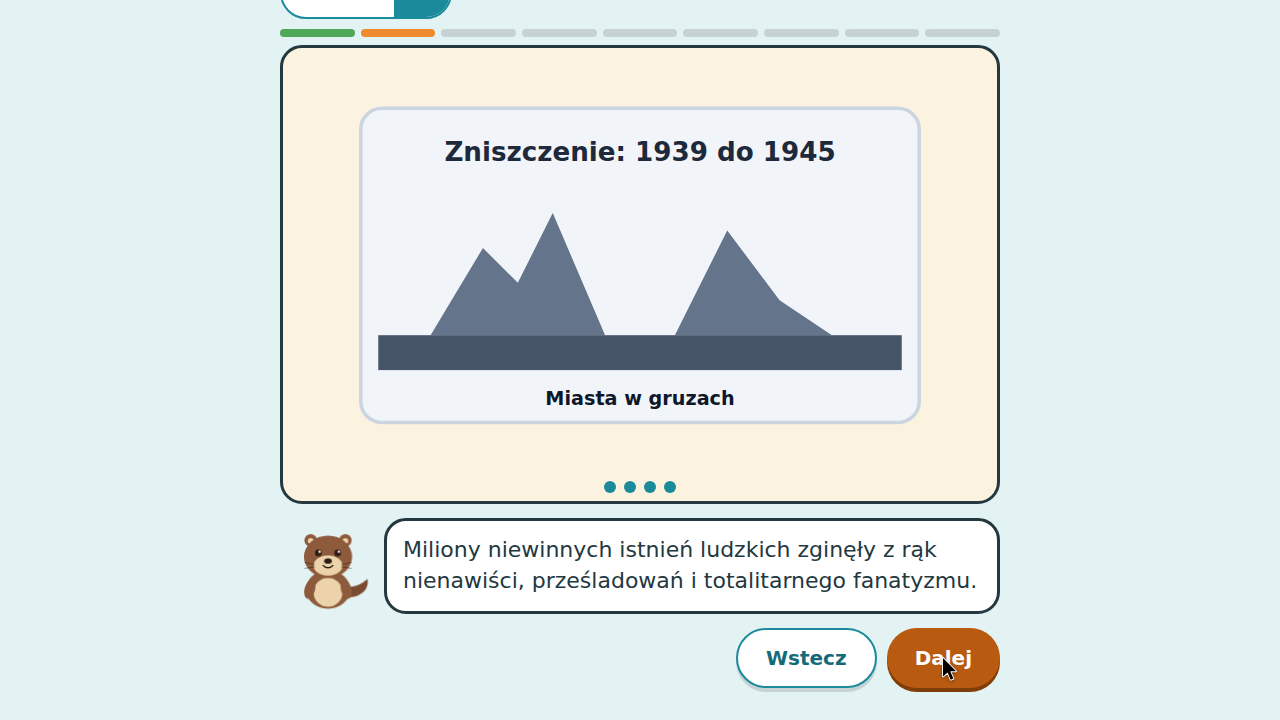 Zniszczenie: 1939 do 1945
Miasta w gruzach
Miliony niewinnych istnień ludzkich zginęły z rąk
nienawiści, prześladowań i totalitarnego fanatyzmu.
Wstecz
Dalej